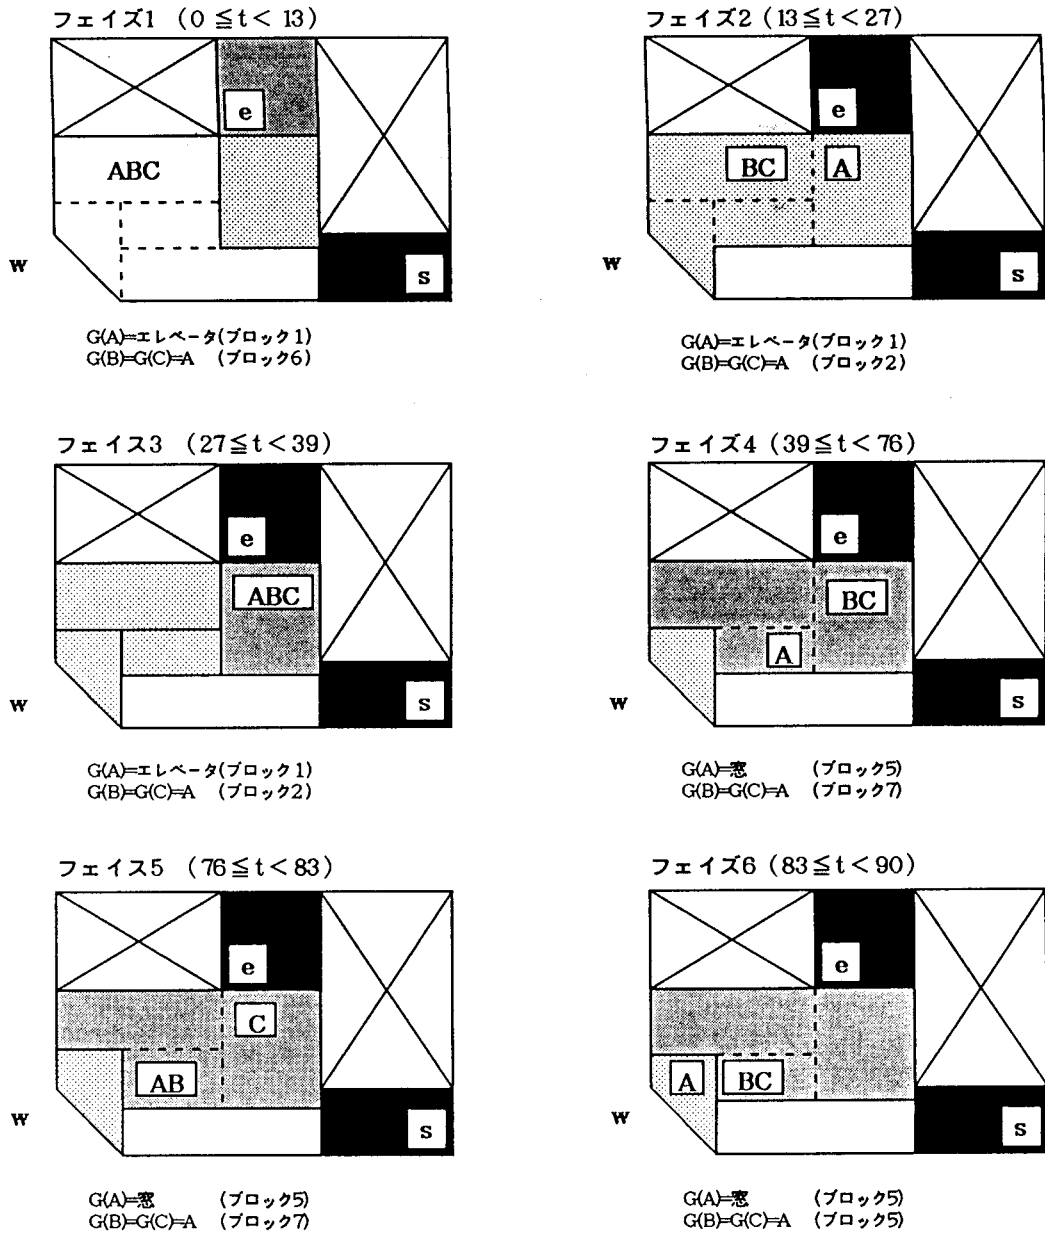 フェイズ1 (0 ≦t< 13)
e
ABC
w
s
G(A)=エレベータ(ブロック1)
G(B)=G(C)=A (ブロック6)
フェイズ2 (13≦t<27)
e
BC
A
w
s
G(A)=エレベータ(ブロック1)
G(B)=G(C)=A (ブロック2)
フェイス3 (27≦t<39)
e
ABC
w
s
G(A)=エレベータ(ブロック1)
G(B)=G(C)=A (ブロック2)
フェイズ4 (39≦t<76)
e
BC
A
w
s
G(A)=窓 (ブロック5)
G(B)=G(C)=A (ブロック7)
フェイス5 (76≦t<83)
e
C
AB
w
s
G(A)=窓 (ブロック5)
G(B)=G(C)=A (ブロック7)
フェイズ6 (83≦t<90)
e
A
BC
w
s
G(A)=窓 (ブロック5)
G(B)=G(C)=A (ブロック5)